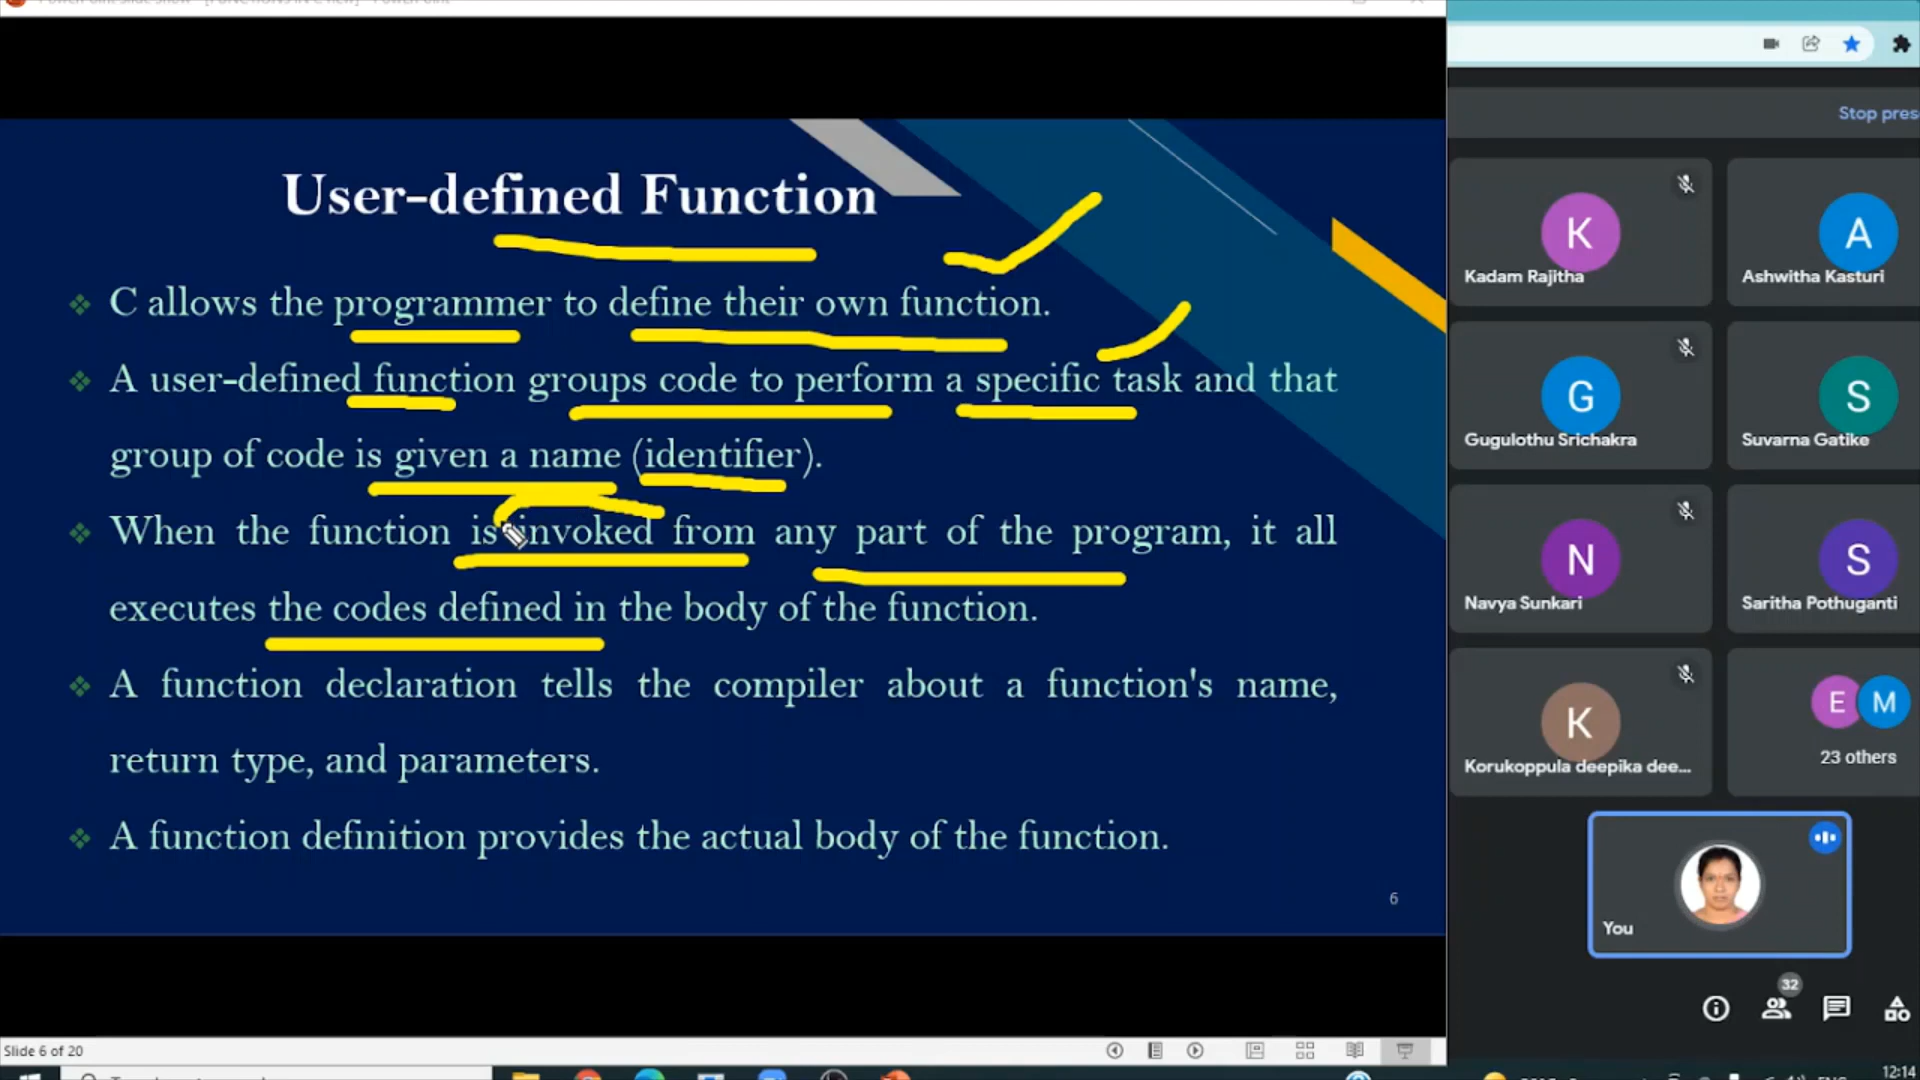 Stop pres
User-defined Function
C allows the programmer to define their own function.
A user-defined function groups code to perform a specific task and that
group of code is given a name (identifier).
When the function is invoked from any part of the program, it all
executes the codes defined in the body of the function.
A function declaration tells the compiler about a function's name,
return type, and parameters.
A function definition provides the actual body of the function.
6
K
Kadam Rajitha
A
Ashwitha Kasturi
G
Gugulothu Srichakra
S
Suvarna Gatike
N
Navya Sunkari
S
Saritha Pothuganti
K
Korukoppula deepika dee...
E M
23 others
You
32
Slide 6 of 20
12:14